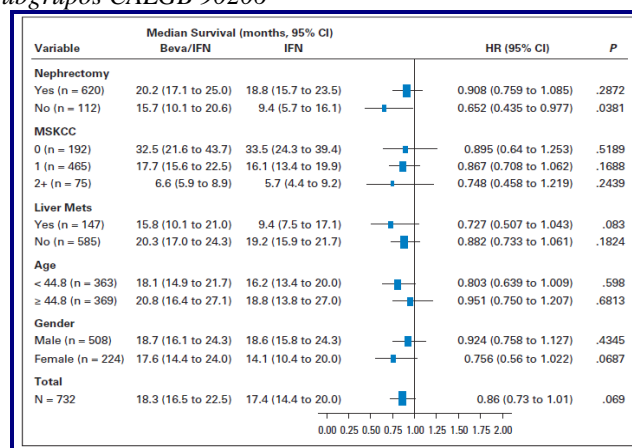 Subgrupos CALGB 90206
Median Survival (months, 95% CI)
Variable Beva/IFN IFN HR (95% CI) P
Nephrectomy
Yes (n = 620) 20.2 (17.1 to 25.0) 18.8 (15.7 to 23.5) 0.908 (0.759 to 1.085) .2872
No (n = 112) 15.7 (10.1 to 20.6) 9.4 (5.7 to 16.1) 0.652 (0.435 to 0.977) .0381
MSKCC
0 (n = 192) 32.5 (21.6 to 43.7) 33.5 (24.3 to 39.4) 0.895 (0.64 to 1.253) .5189
1 (n = 465) 17.7 (15.6 to 22.5) 16.1 (13.4 to 19.9) 0.867 (0.708 to 1.062) .1688
2+ (n = 75) 6.6 (5.9 to 8.9) 5.7 (4.4 to 9.2) 0.748 (0.458 to 1.219) .2439
Liver Mets
Yes (n = 147) 15.8 (10.1 to 21.0) 9.4 (7.5 to 17.1) 0.727 (0.507 to 1.043) .083
No (n = 585) 20.3 (17.0 to 24.3) 19.2 (15.9 to 21.7) 0.882 (0.733 to 1.061) .1824
Age
< 44.8 (n = 363) 18.1 (14.9 to 21.7) 16.2 (13.4 to 20.0) 0.803 (0.639 to 1.009) .598
≥ 44.8 (n = 369) 20.8 (16.4 to 27.1) 18.8 (13.8 to 27.0) 0.951 (0.750 to 1.207) .6813
Gender
Male (n = 508) 18.7 (16.1 to 24.3) 18.6 (15.8 to 24.3) 0.924 (0.758 to 1.127) .4345
Female (n = 224) 17.6 (14.4 to 24.0) 14.1 (10.4 to 20.0) 0.756 (0.56 to 1.022) .0687
Total
N = 732 18.3 (16.5 to 22.5) 17.4 (14.4 to 20.0) 0.86 (0.73 to 1.01) .069
0.00 0.25 0.50 0.75 1.00 1.25 1.50 1.75 2.00